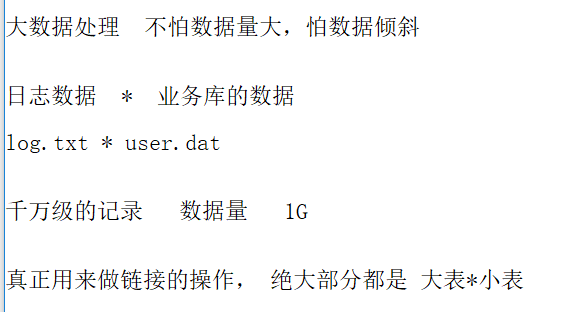 大数据处理  不怕数据量大，怕数据倾斜
日志数据  *  业务库的数据
log.txt * user.dat
千万级的记录   数据量   1G
真正用来做链接的操作， 绝大部分都是 大表*小表